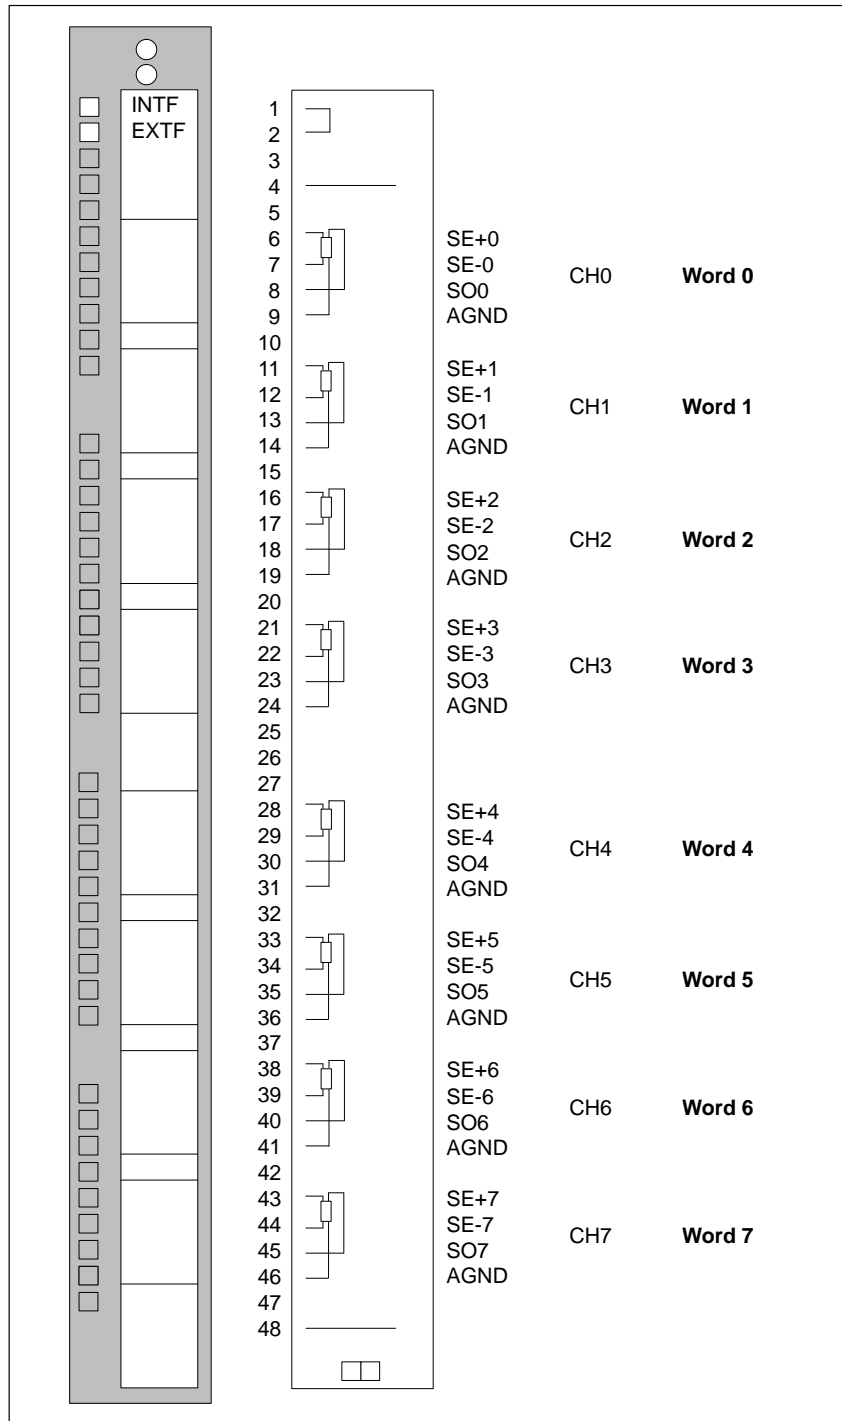 INTF
EXTF
1
2
3
4
5
6 SE+0
7 SE-0
8 SO0
9 AGND
CH0 Word 0
10
11 SE+1
12 SE-1
13 SO1
14 AGND
CH1 Word 1
15
16 SE+2
17 SE-2
18 SO2
19 AGND
CH2 Word 2
20
21 SE+3
22 SE-3
23 SO3
24 AGND
CH3 Word 3
25
26
27
28 SE+4
29 SE-4
30 SO4
31 AGND
CH4 Word 4
32
33 SE+5
34 SE-5
35 SO5
36 AGND
CH5 Word 5
37
38 SE+6
39 SE-6
40 SO6
41 AGND
CH6 Word 6
42
43 SE+7
44 SE-7
45 SO7
46 AGND
CH7 Word 7
47
48